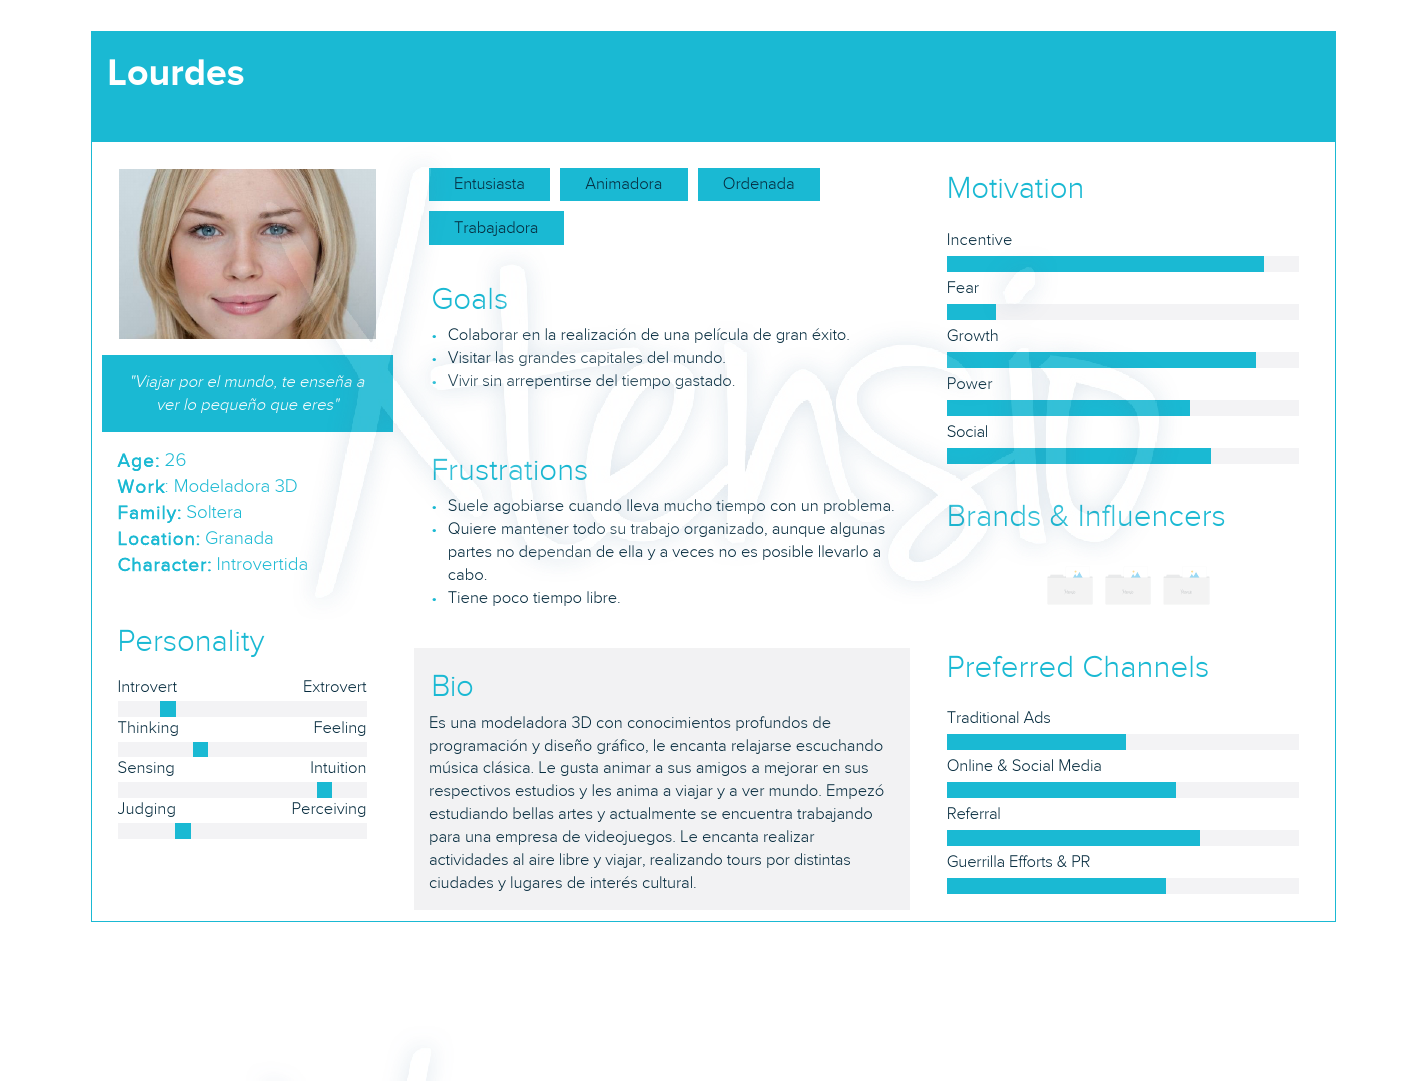 Lourdes
"Viajar por el mundo, te enseña a
ver lo pequeño que eres"
Age: 26
Work: Modeladora 3D
Family: Soltera
Location: Granada
Character: Introvertida
Personality
Introvert Extrovert
Thinking Feeling
Sensing Intuition
Judging Perceiving
Entusiasta Animadora Ordenada
Trabajadora
Goals
• Colaborar en la realización de una película de gran éxito.
• Visitar las grandes capitales del mundo.
• Vivir sin arrepentirse del tiempo gastado.
Frustrations
• Suele agobiarse cuando lleva mucho tiempo con un problema.
• Quiere mantener todo su trabajo organizado, aunque algunas
partes no dependan de ella y a veces no es posible llevarlo a
cabo.
• Tiene poco tiempo libre.
Bio
Es una modeladora 3D con conocimientos profundos de
programación y diseño gráfico, le encanta relajarse escuchando
música clásica. Le gusta animar a sus amigos a mejorar en sus
respectivos estudios y les anima a viajar y a ver mundo. Empezó
estudiando bellas artes y actualmente se encuentra trabajando
para una empresa de videojuegos. Le encanta realizar
actividades al aire libre y viajar, realizando tours por distintas
ciudades y lugares de interés cultural.
Motivation
Incentive
Fear
Growth
Power
Social
Brands & Influencers
Preferred Channels
Traditional Ads
Online & Social Media
Referral
Guerrilla Efforts & PR
Xtensio